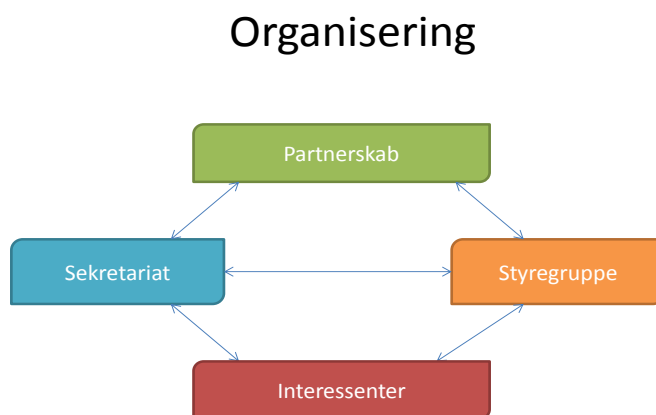 Organisering
Partnerskab
Sekretariat
Styregruppe
Interessenter